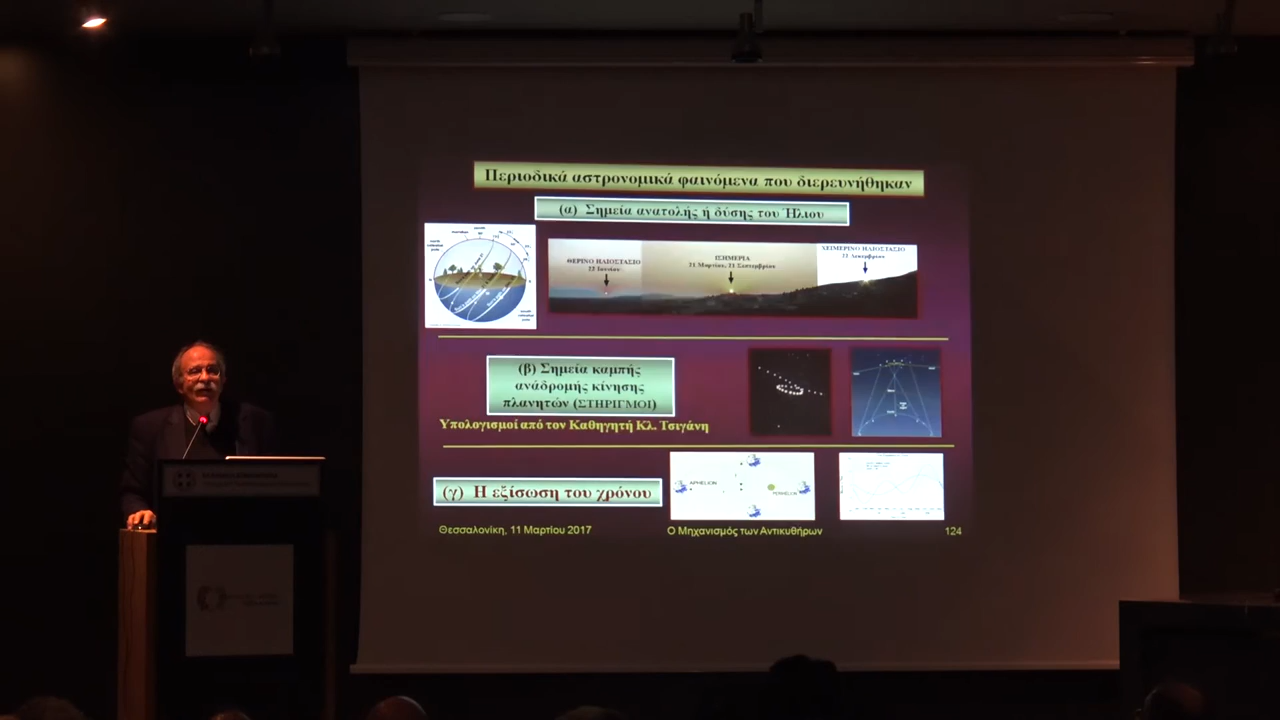 Περιοδικά αστρονομικά φαινόμενα που διερευνήθηκαν
(α) Σημεία ανατολής ή δύσης του Ήλιου
ΘΕΡΙΝΟ ΗΛΙΟΣΤΑΣΙΟ
22 Ιουνίου
ΙΣΗΜΕΡΙΑ
21 Μαρτίου, 21 Σεπτεμβρίου
ΧΕΙΜΕΡΙΝΟ ΗΛΙΟΣΤΑΣΙΟ
22 Δεκεμβρίου
(β) Σημεία καμπής
ανάδρομής κίνησης
πλανητών (ΣΤΗΡΙΓΜΟΙ)
Υπολογισμοί από τον Καθηγητή Κλ. Τσιγάνη
(γ) Η εξίσωση του χρόνου
APHELION
PERIHELION
Θεσσαλονίκη, 11 Μαρτίου 2017
Ο Μηχανισμός των Αντικυθήρων
124